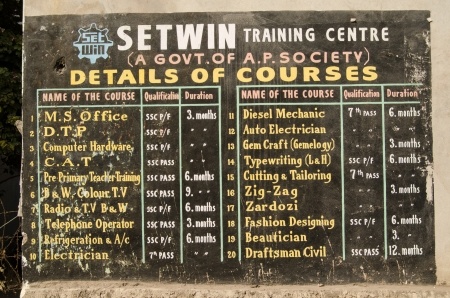 Set Win SETWIN TRAINING CENTRE
(A GOVT. OF A.P. SOCIETY)
DETAILS OF COURSES
NAME OF THE COURSE Qualification Duration
1 M.S. Office SSC P/F 3. months
2 D.T.P SSC P/F "
3 Computer Hardware SSC P/F "
4 C.A.T SSC PASS "
5 Pre Primary Teacher Training SSC PASS 6. months
6 B&W. Colour. T.V SSC PASS 9. "
7 Radio & T.V B&W SSC P/F 6. months
8 Telephone Operator SSC PASS 3. months
9 Refrigeration & A/c SSC P/F 6. months
10 Electrician 7th PASS "
NAME OF THE COURSE Qualification Duration
11 Diesel Mechanic 7th P/F 6. months
12 Auto Electrician " "
13 Gem Craft (Gemelogy) " 3. months
14 Typewriting (L&H) SSC P/F 6. months
15 Cutting & Tailoring 7th PASS "
16 Zig-Zag " 3. months
17 Zardozi " "
18 Fashion Designing SSC P/F 6. months
19 Beautician " 3.
20 Draftsman Civil SSC PASS 12. months